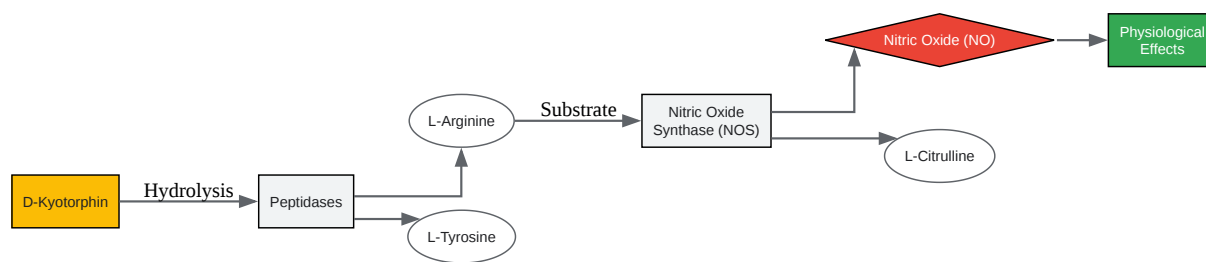 D-Kyotorphin
Hydrolysis
Peptidases
L-Arginine
L-Tyrosine
Substrate
Nitric Oxide
Synthase (NOS)
Nitric Oxide (NO)
L-Citrulline
Physiological
Effects